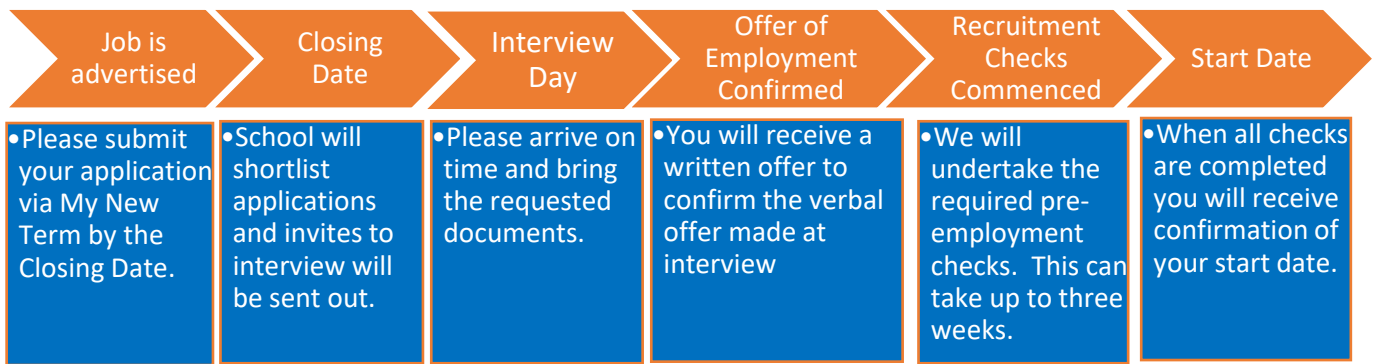 Job is
advertised
Closing
Date
Interview
Day
Offer of
Employment
Confirmed
Recruitment
Checks
Commenced
Start Date
•Please submit
your application
via My New
Term by the
Closing Date.
•School will
shortlist
applications
and invites to
interview will
be sent out.
•Please arrive on
time and bring
the requested
documents.
•You will receive a
written offer to
confirm the verbal
offer made at
interview
•We will
undertake the
required pre-
employment
checks.  This can
take up to three
weeks.
•When all checks
are completed
you will receive
confirmation of
your start date.